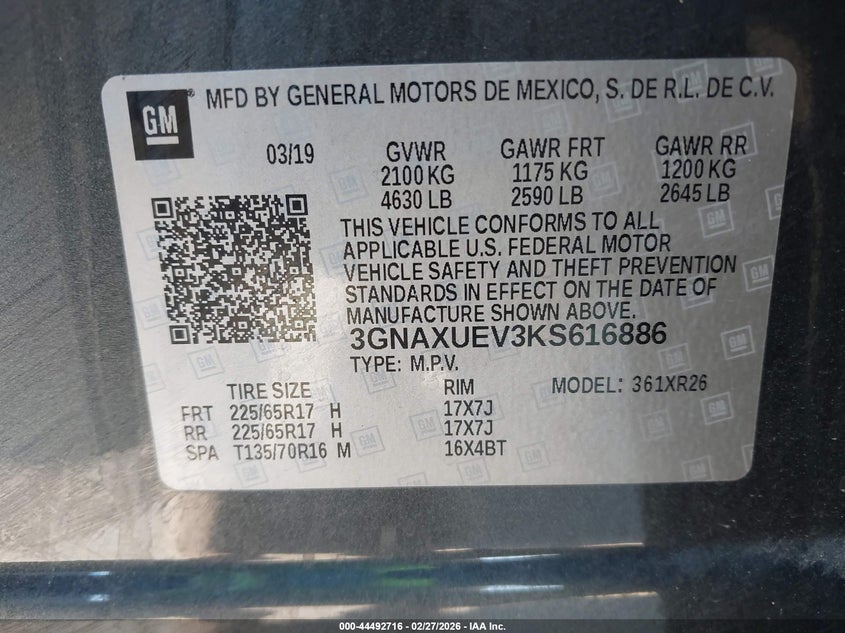 GM
® MFD BY GENERAL MOTORS DE MEXICO, S. DE R.L. DE C.V.
03/19 GVWR GAWR FRT GAWR RR
2100 KG 1175 KG 1200 KG
4630 LB 2590 LB 2645 LB
THIS VEHICLE CONFORMS TO ALL
APPLICABLE U.S. FEDERAL MOTOR
VEHICLE SAFETY AND THEFT PREVENTION
STANDARDS IN EFFECT ON THE DATE OF
MANUFACTURE SHOWN ABOVE.
3GNAXUEV3KS616886
TYPE: M.P.V.
TIRE SIZE RIM MODEL: 361XR26
FRT 225/65R17 H 17X7J
RR 225/65R17 H 17X7J
SPA T135/70R16 M 16X4BT
000-44492716 - 02/27/2026 - IAA Inc.